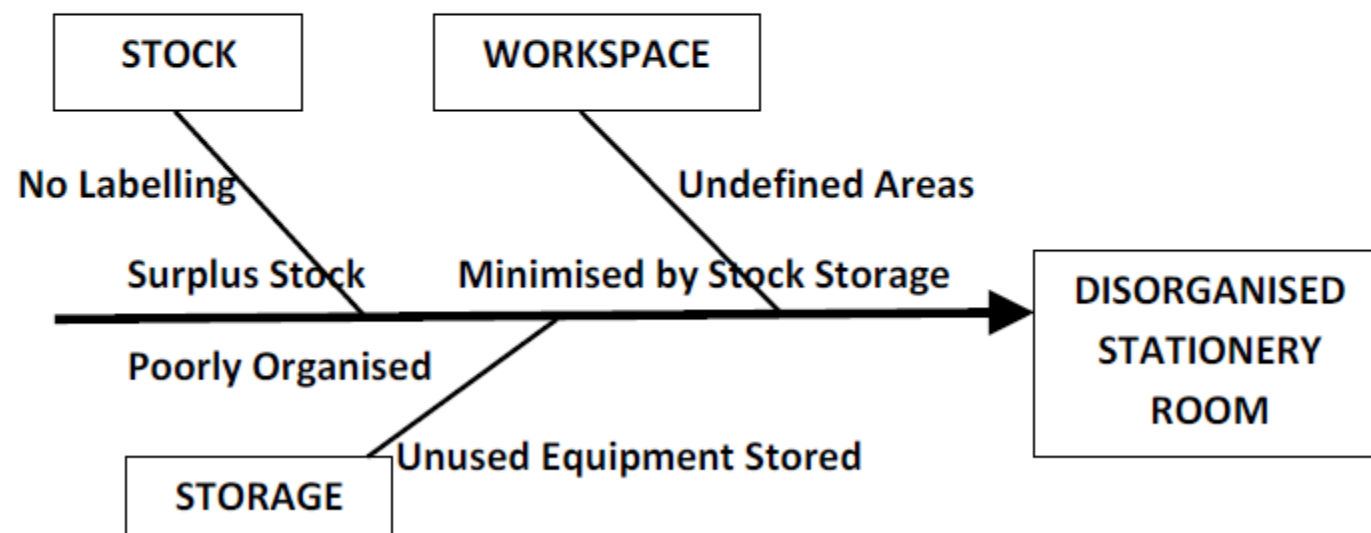 STOCK
WORKSPACE
No Labelling
Undefined Areas
Surplus Stock
Minimised by Stock Storage
DISORGANISED
STATIONERY
ROOM
Poorly Organised
Unused Equipment Stored
STORAGE